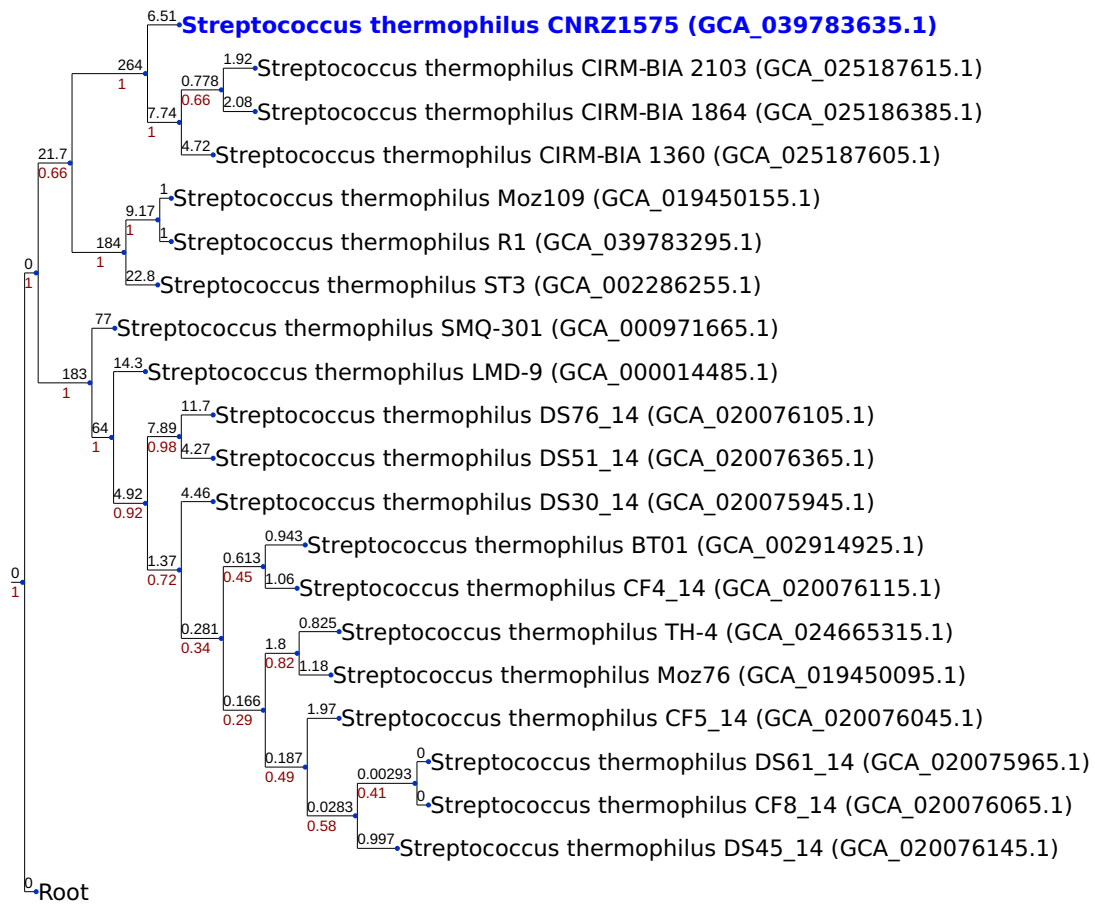 6.51 Streptococcus thermophilus CNRZ1575 (GCA_039783635.1)
264
1
1.92 Streptococcus thermophilus CIRM-BIA 2103 (GCA_025187615.1)
0.778
0.66
2.08 Streptococcus thermophilus CIRM-BIA 1864 (GCA_025186385.1)
7.74
1
4.72 Streptococcus thermophilus CIRM-BIA 1360 (GCA_025187605.1)
21.7
0.66
1 Streptococcus thermophilus Moz109 (GCA_019450155.1)
9.17
1
1 Streptococcus thermophilus R1 (GCA_039783295.1)
184
1
22.8 Streptococcus thermophilus ST3 (GCA_002286255.1)
0
1
77 Streptococcus thermophilus SMQ-301 (GCA_000971665.1)
183
1
14.3 Streptococcus thermophilus LMD-9 (GCA_000014485.1)
64
1
11.7 Streptococcus thermophilus DS76_14 (GCA_020076105.1)
7.89
0.98
4.27 Streptococcus thermophilus DS51_14 (GCA_020076365.1)
4.92
0.92
4.46 Streptococcus thermophilus DS30_14 (GCA_020075945.1)
1.37
0.72
0.943 Streptococcus thermophilus BT01 (GCA_002914925.1)
0.613
0.45
1.06 Streptococcus thermophilus CF4_14 (GCA_020076115.1)
0
1
0.281
0.34
0.825 Streptococcus thermophilus TH-4 (GCA_024665315.1)
1.8
0.82
1.18 Streptococcus thermophilus Moz76 (GCA_019450095.1)
0.166
0.29
1.97 Streptococcus thermophilus CF5_14 (GCA_020076045.1)
0.187
0.49
0 Streptococcus thermophilus DS61_14 (GCA_020075965.1)
0.00293
0.41
0 Streptococcus thermophilus CF8_14 (GCA_020076065.1)
0.0283
0.58
0.997 Streptococcus thermophilus DS45_14 (GCA_020076145.1)
0 Root